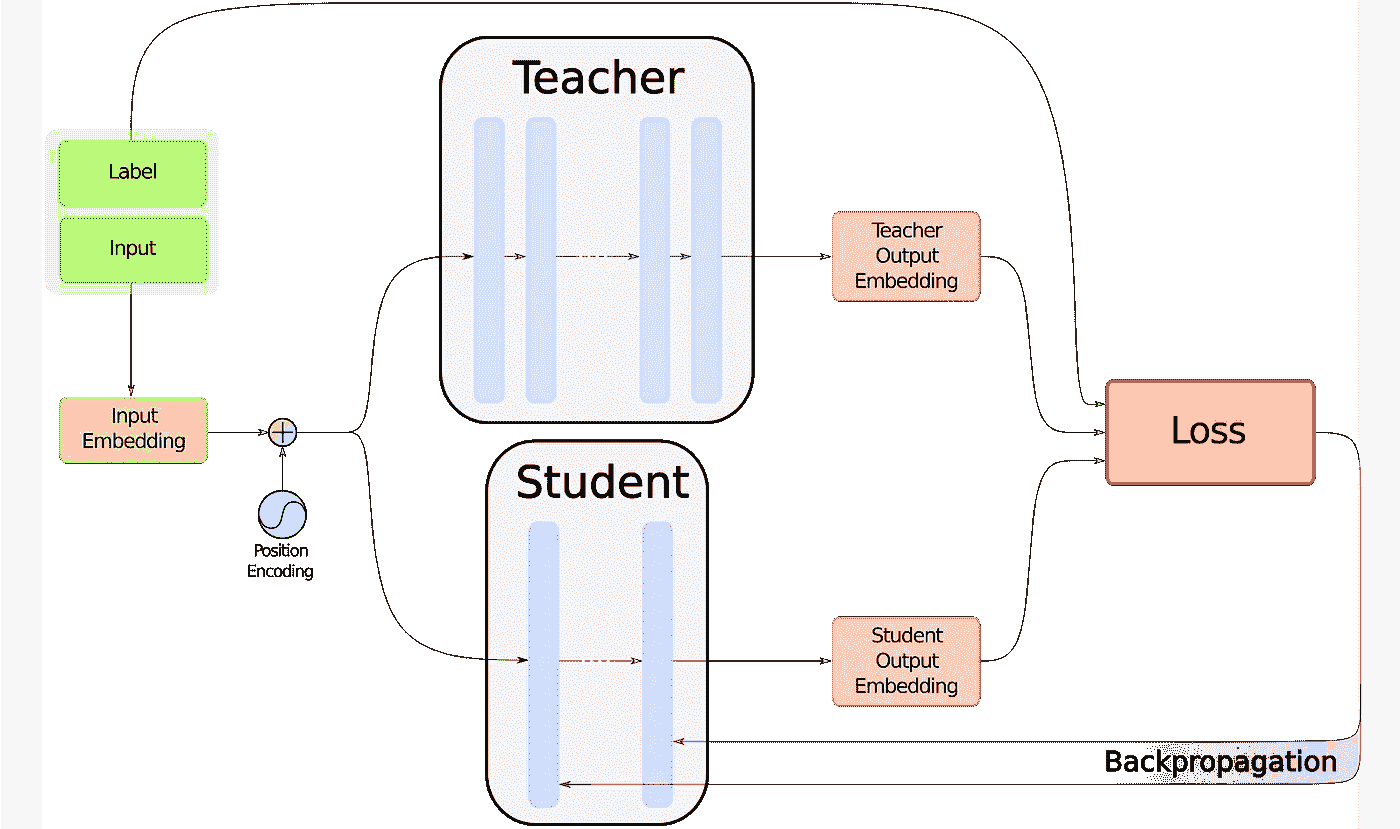 Teacher
Label
Input
Teacher
Output
Embedding
Input
Embedding
Loss
Student
Position
Encoding
Student
Output
Embedding
Backpropagation